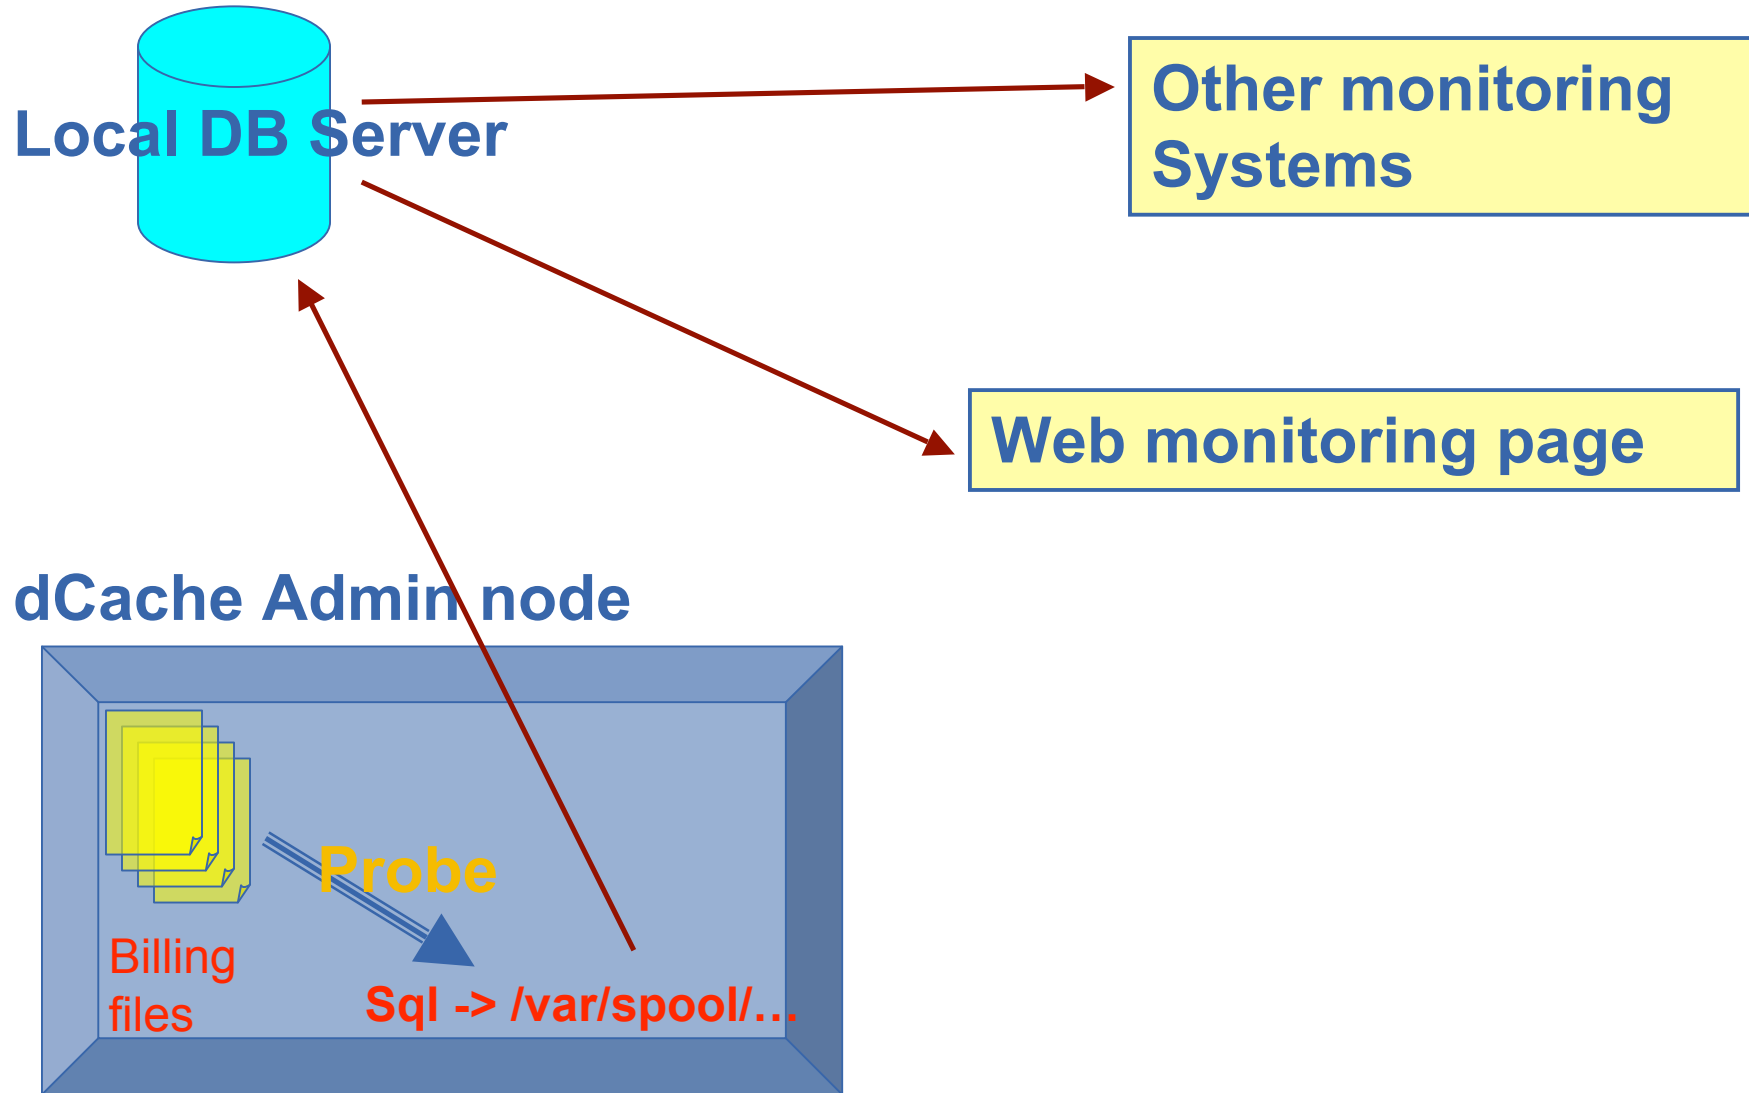 Local DB Server
Other monitoring
Systems
Web monitoring page
dCache Admin node
Probe
Billing
files
Sql -> /var/spool/…